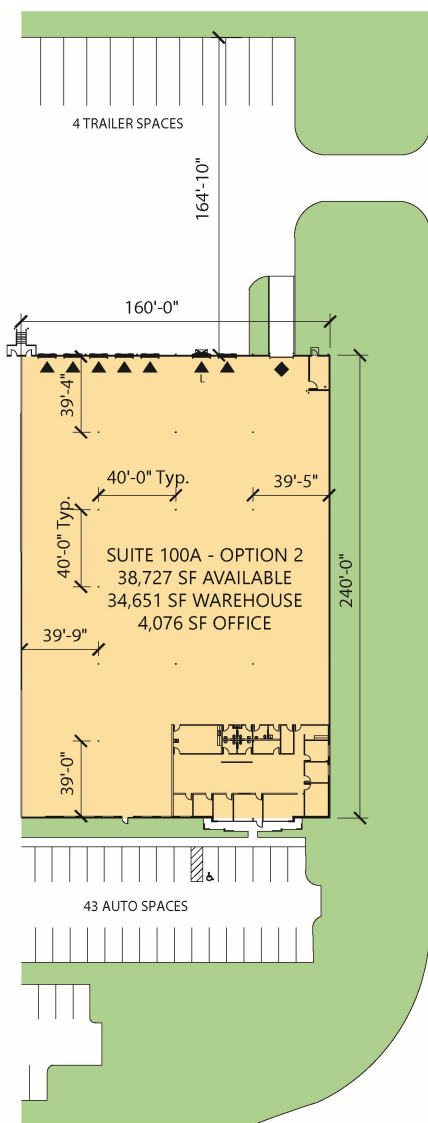 4 TRAILER SPACES
164'-10"
160'-0"
L
39'-4"
40'-0" Typ.
39'-5"
40'-0" Typ.
SUITE 100A - OPTION 2
38,727 SF AVAILABLE
34,651 SF WAREHOUSE
4,076 SF OFFICE
240'-0"
39'-9"
39'-0"
43 AUTO SPACES